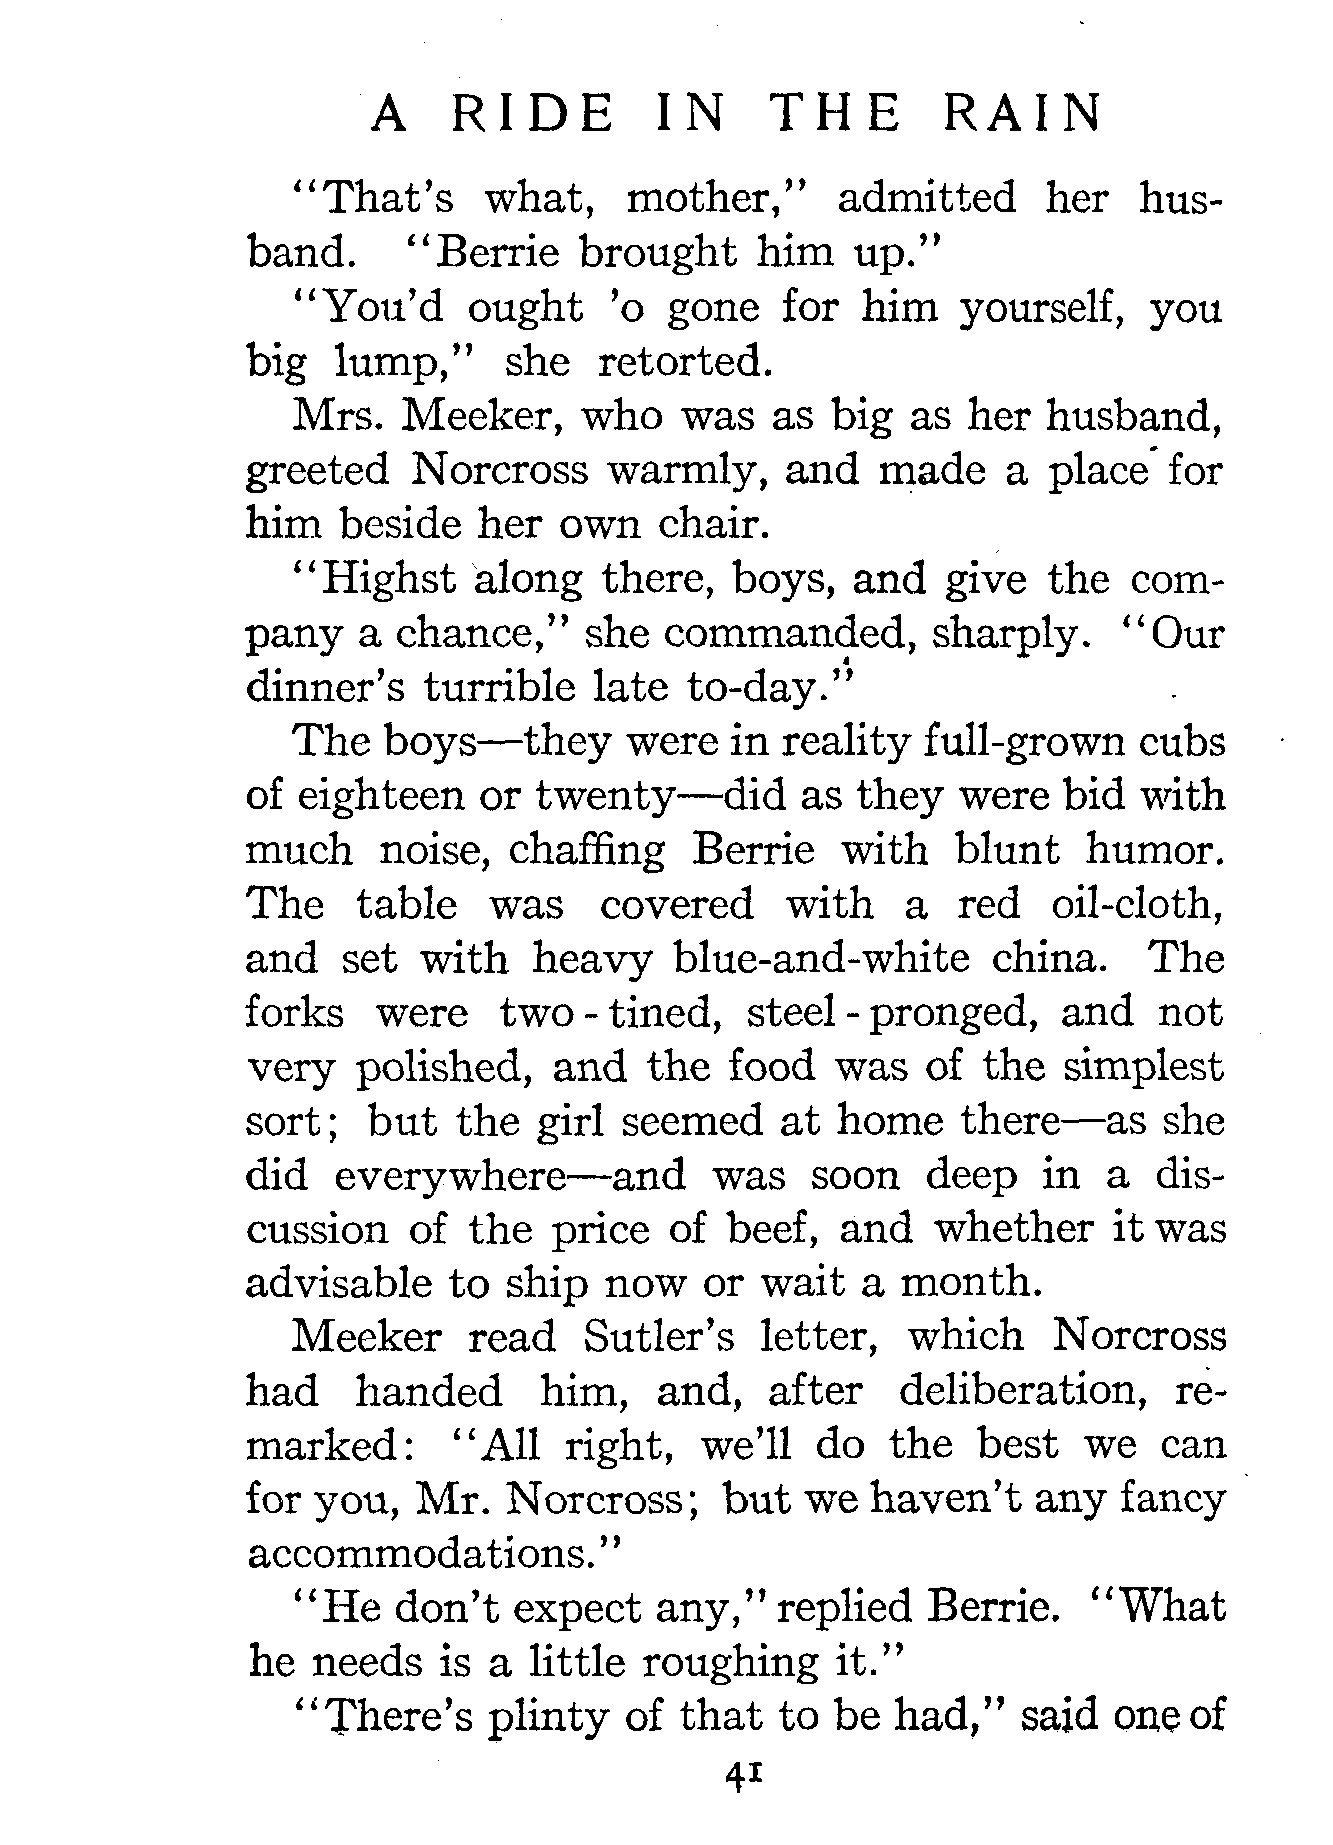 A RIDE IN THE RAIN
"That's what, mother," admitted her hus-
band. "Berrie brought him up."
"You'd ought 'o gone for him yourself, you
big lump," she retorted.
Mrs. Meeker, who was as big as her husband,
greeted Norcross warmly, and made a place for
him beside her own chair.
"Highst along there, boys, and give the com-
pany a chance," she commanded, sharply. "Our
dinner's turrible late to-day."
The boys—they were in reality full-grown cubs
of eighteen or twenty—did as they were bid with
much noise, chaffing Berrie with blunt humor.
The table was covered with a red oil-cloth,
and set with heavy blue-and-white china. The
forks were two-tined, steel-pronged, and not
very polished, and the food was of the simplest
sort; but the girl seemed at home there—as she
did everywhere—and was soon deep in a dis-
cussion of the price of beef, and whether it was
advisable to ship now or wait a month.
Meeker read Sutler's letter, which Norcross
had handed him, and, after deliberation, re-
marked: "All right, we'll do the best we can
for you, Mr. Norcross; but we haven't any fancy
accommodations."
"He don't expect any," replied Berrie. "What
he needs is a little roughing it."
"There's plinty of that to be had," said one of
41